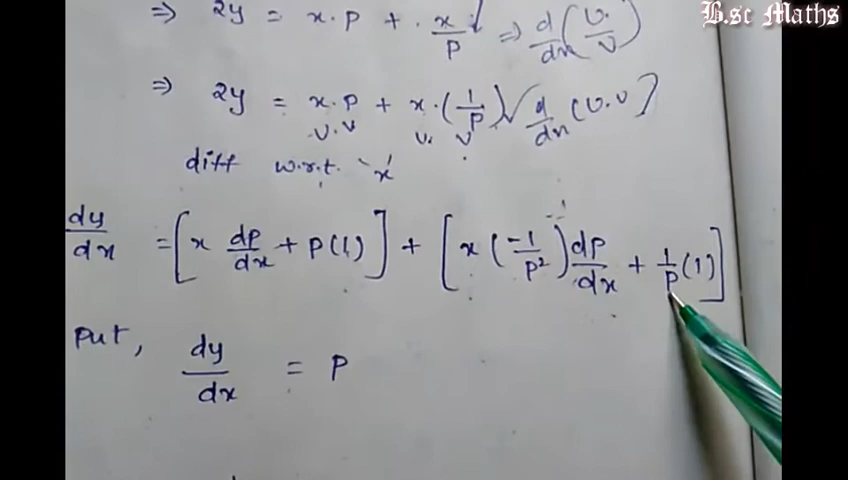 B.sc Maths
⇒ 2y = x.p + x/p ⇒ d/dx (U/V)
⇒ 2y = x.p + x.(1/p) √ d/dx (U.V)
U.V U. V
diff w.r.t. 'x'
dy/dx = [x dp/dx + p(1)] + [x (-1/p²) dp/dx + 1/p (1)]
Put, dy/dx = p